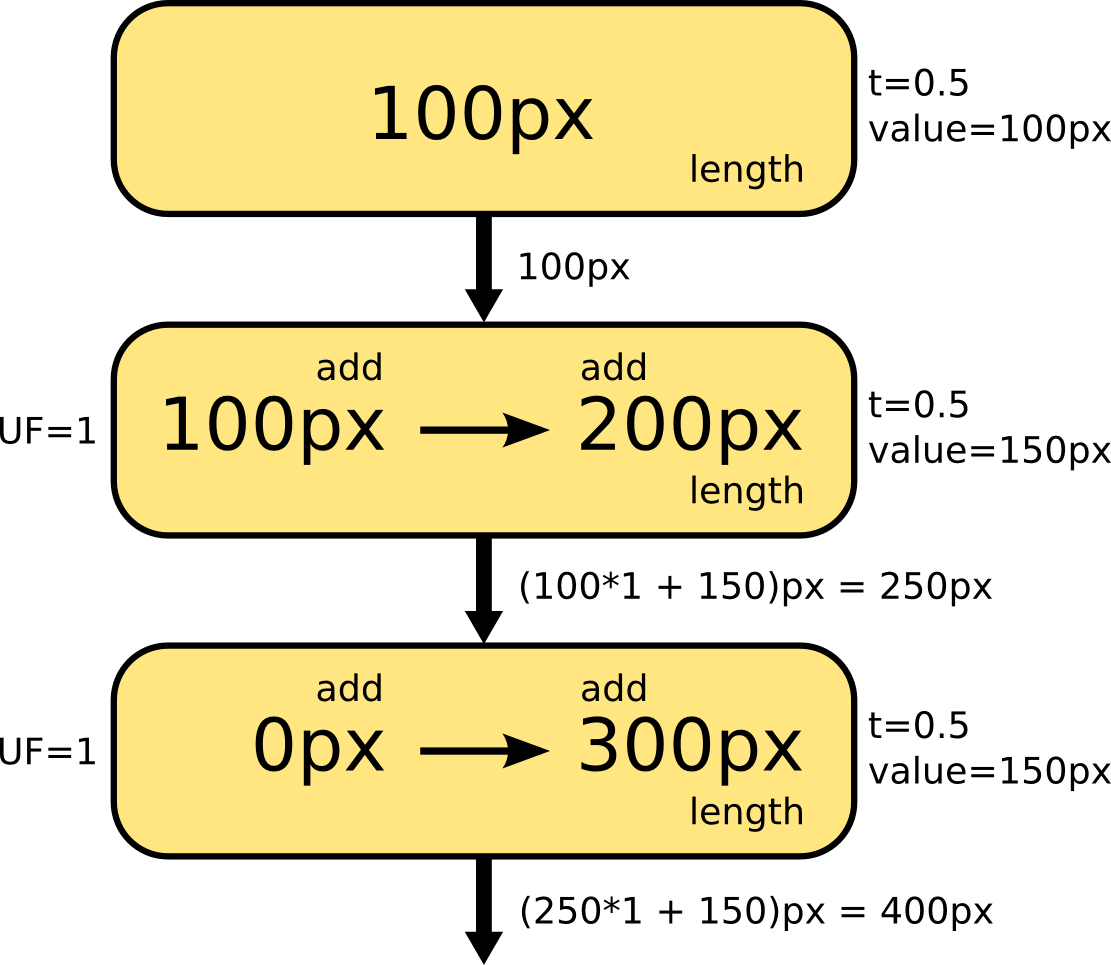 100px
length
t=0.5
value=100px
100px
add
add
UF=1
100px
200px
length
t=0.5
value=150px
(100*1 + 150)px = 250px
add
add
UF=1
0px
300px
length
t=0.5
value=150px
(250*1 + 150)px = 400px